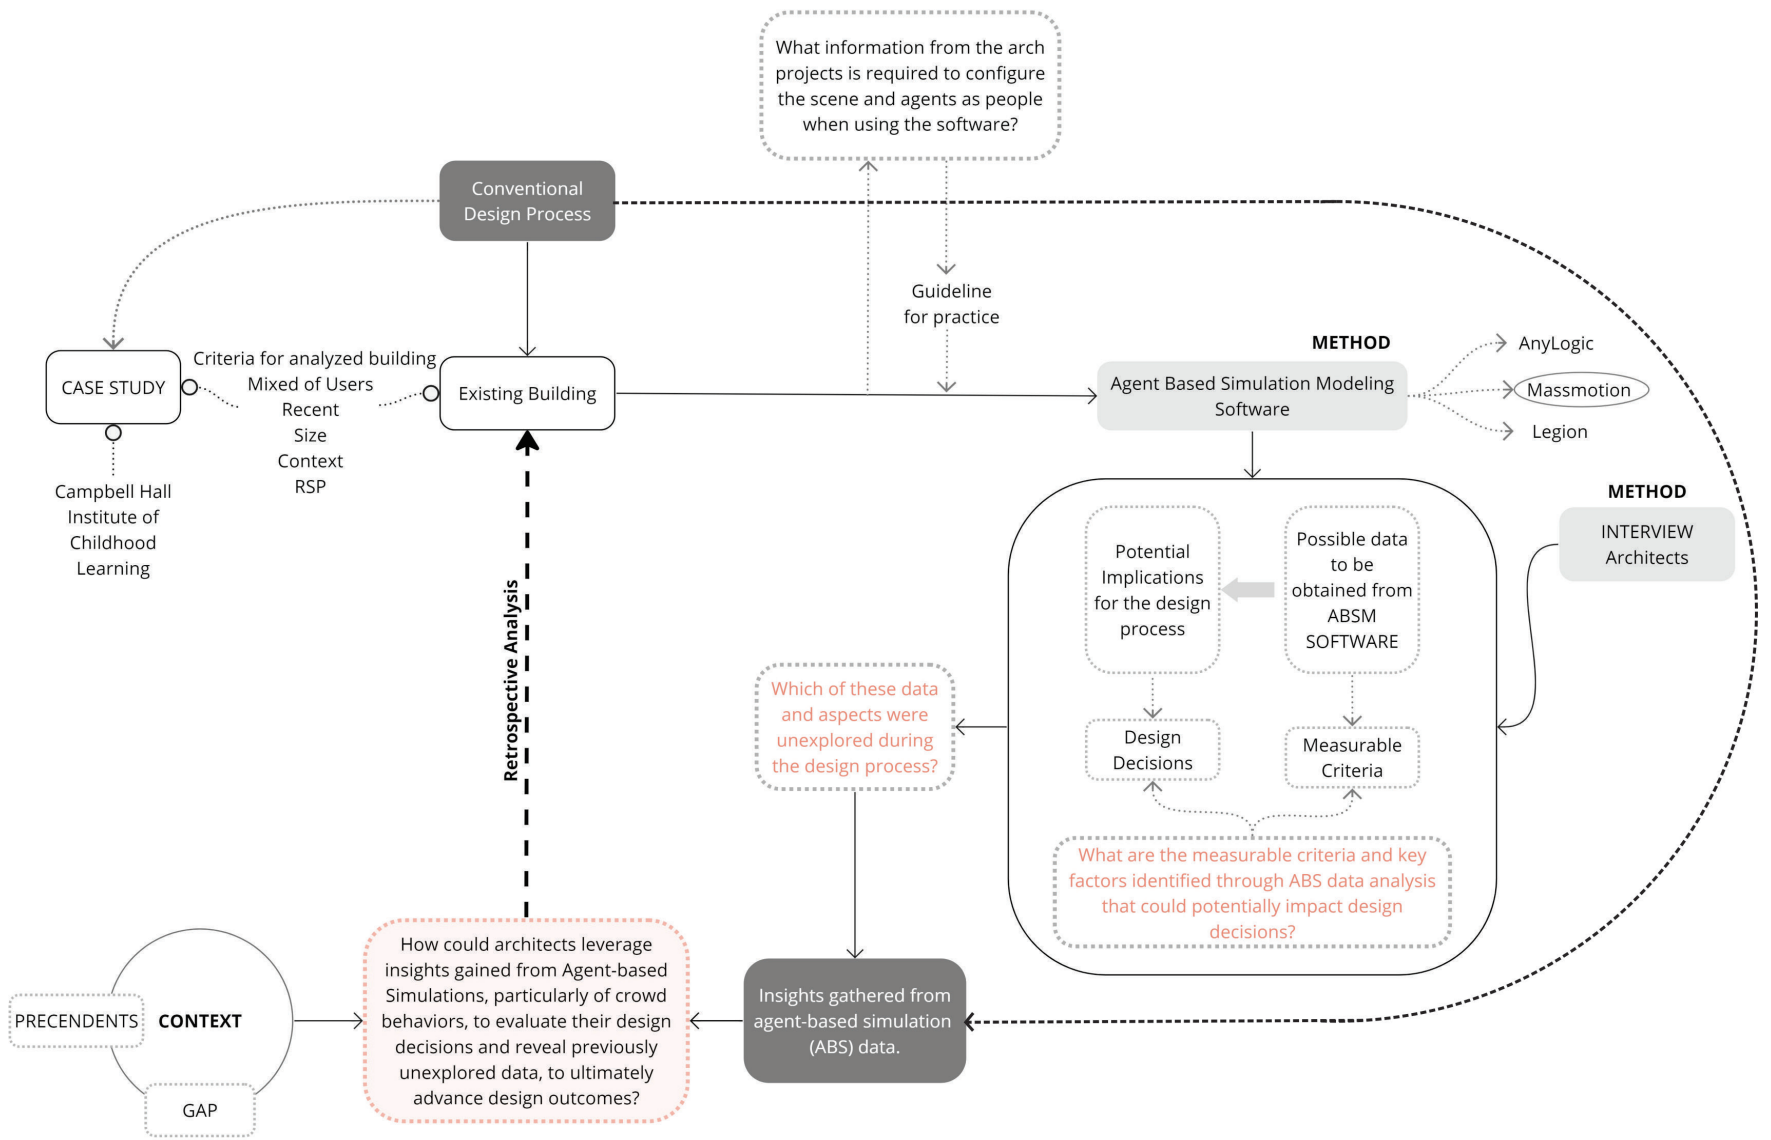 What information from the arch
projects is required to configure
the scene and agents as people
when using the software?
Conventional
Design Process
Guideline
for practice
CASE STUDY
Criteria for analyzed building
Mixed of Users
Recent
Size
Context
RSP
Existing Building
Campbell Hall
Institute of
Childhood
Learning
METHOD
Agent Based Simulation Modeling
Software
AnyLogic
Massmotion
Legion
METHOD
INTERVIEW
Architects
Potential
Implications
for the design
process
Possible data
to be
obtained from
ABSM
SOFTWARE
Design
Decisions
Measurable
Criteria
What are the measurable criteria and key
factors identified through ABS data analysis
that could potentially impact design
decisions?
Which of these data
and aspects were
unexplored during
the design process?
Retrospective Analysis
Insights gathered from
agent-based simulation
(ABS) data.
How could architects leverage
insights gained from Agent-based
Simulations, particularly of crowd
behaviors, to evaluate their design
decisions and reveal previously
unexplored data, to ultimately
advance design outcomes?
PRECENDENTS
CONTEXT
GAP